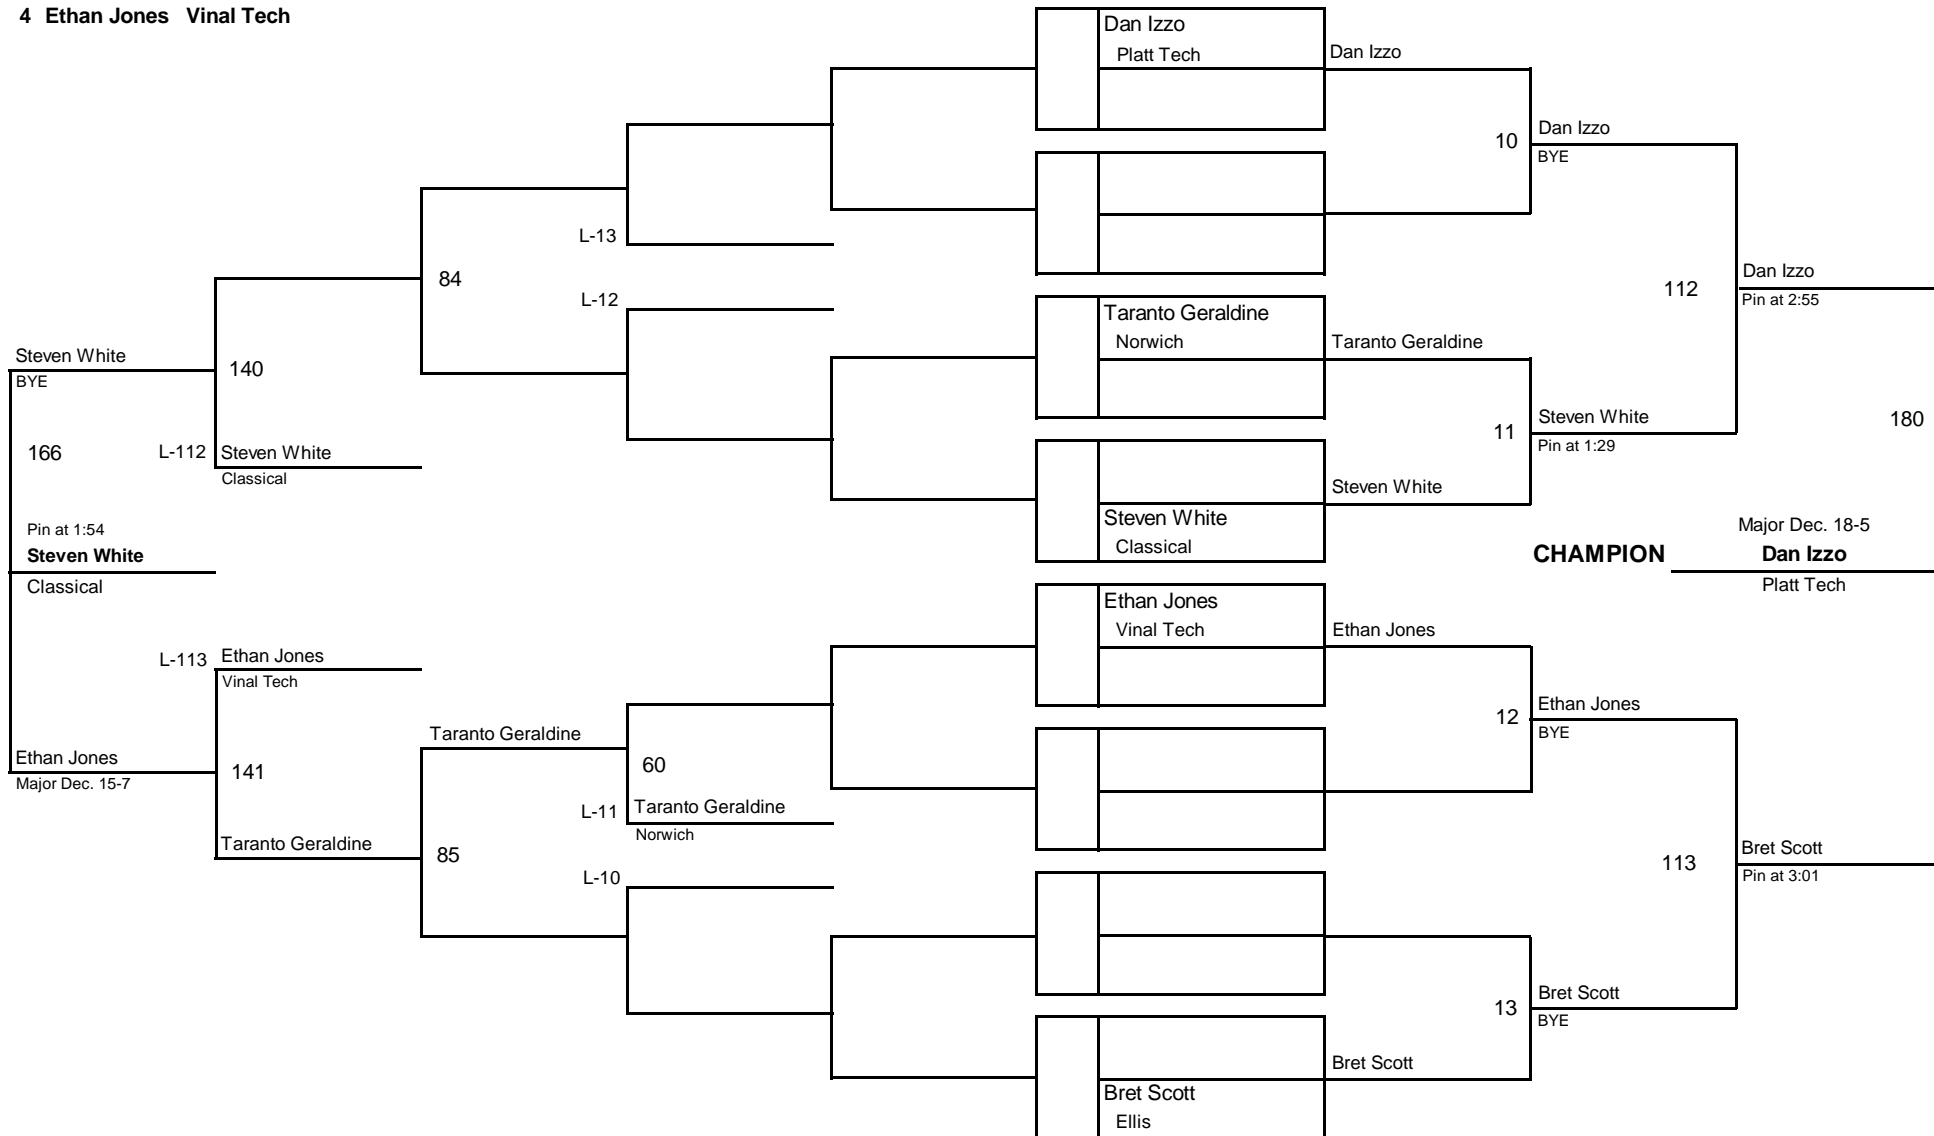 4 Ethan Jones Vinal Tech
Dan Izzo
Platt Tech
Dan Izzo
10
Dan Izzo
BYE
L-13
84
L-12
112
Dan Izzo
Pin at 2:55
Taranto Geraldine
Norwich
Taranto Geraldine
Steven White
BYE
140
11
Steven White
Pin at 1:29
180
166
L-112
Steven White
Classical
Steven White
Steven White
Classical
Pin at 1:54
Steven White
Classical
Major Dec. 18-5
CHAMPION
Dan Izzo
Platt Tech
Ethan Jones
Vinal Tech
Ethan Jones
L-113
Ethan Jones
Vinal Tech
12
Ethan Jones
BYE
Taranto Geraldine
Ethan Jones
Major Dec. 15-7
141
60
L-11
Taranto Geraldine
Norwich
Taranto Geraldine
85
L-10
113
Bret Scott
Pin at 3:01
13
Bret Scott
BYE
Bret Scott
Bret Scott
Ellis